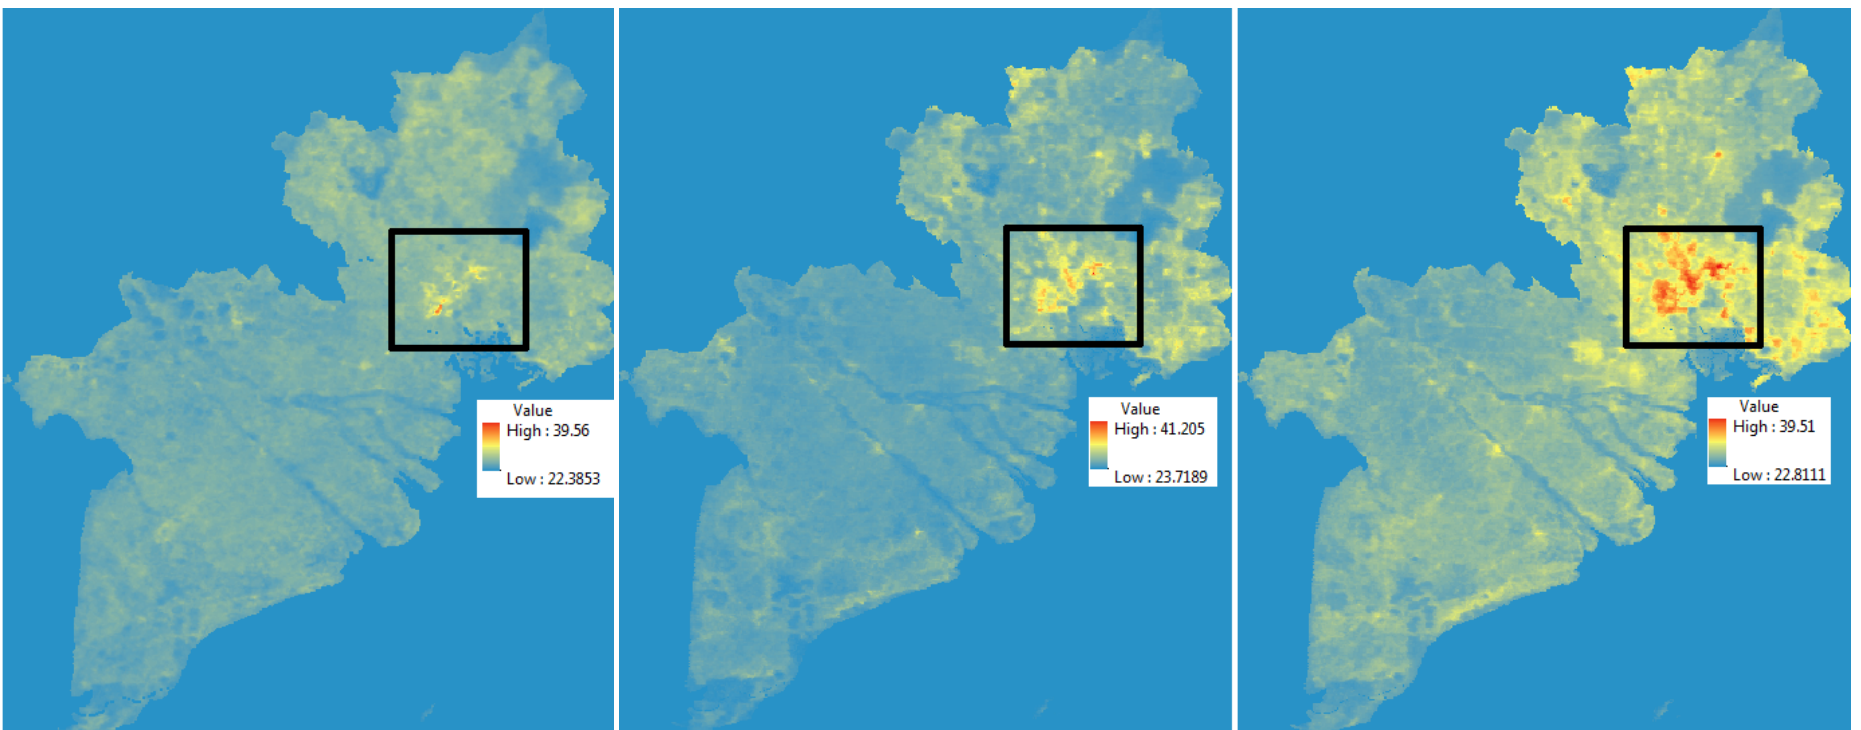 Value
High : 39.56
Low : 22.3853
Value
High : 41.205
Low : 23.7189
Value
High : 39.51
Low : 22.8111